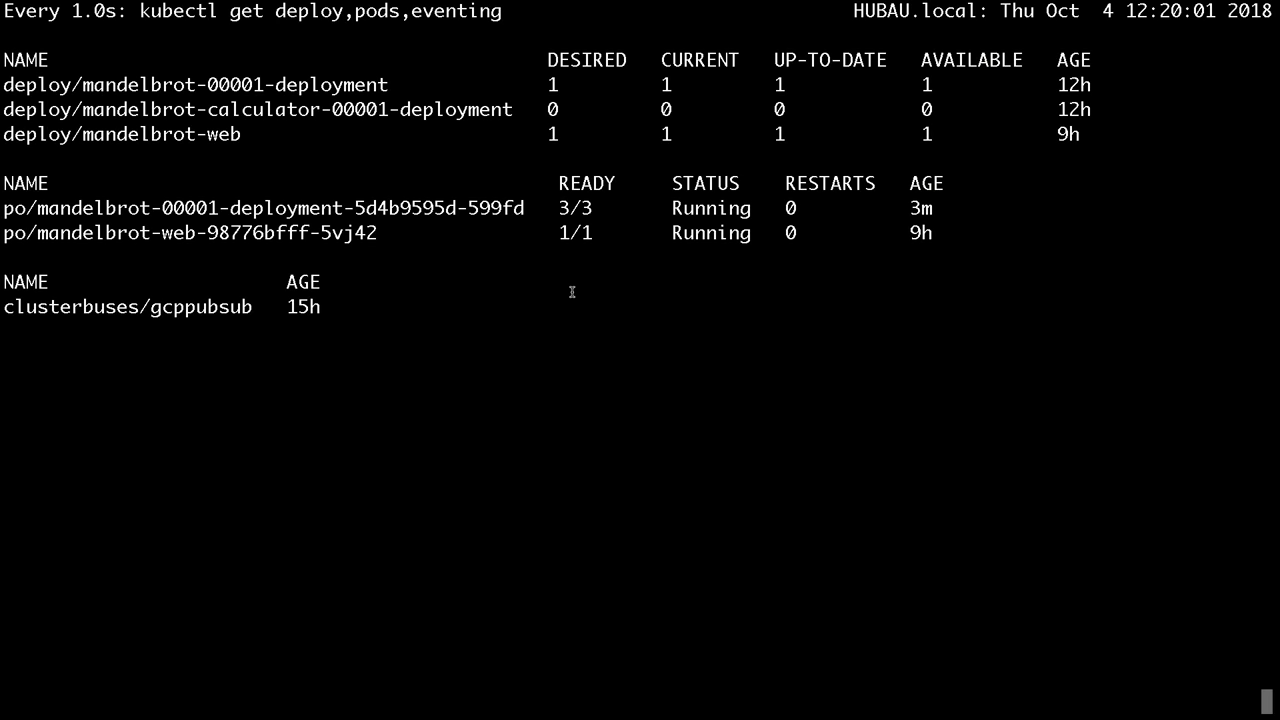 Every 1.0s: kubectl get deploy,pods,eventing HUBAU.local: Thu Oct  4 12:20:01 2018
NAME DESIRED CURRENT UP-TO-DATE AVAILABLE AGE
deploy/mandelbrot-00001-deployment 1 1 1 1 12h
deploy/mandelbrot-calculator-00001-deployment 0 0 0 0 12h
deploy/mandelbrot-web 1 1 1 1 9h
NAME READY STATUS RESTARTS AGE
po/mandelbrot-00001-deployment-5d4b9595d-599fd 3/3 Running 0 3m
po/mandelbrot-web-98776bfff-5vj42 1/1 Running 0 9h
NAME AGE
clusterbuses/gcppubsub 15h